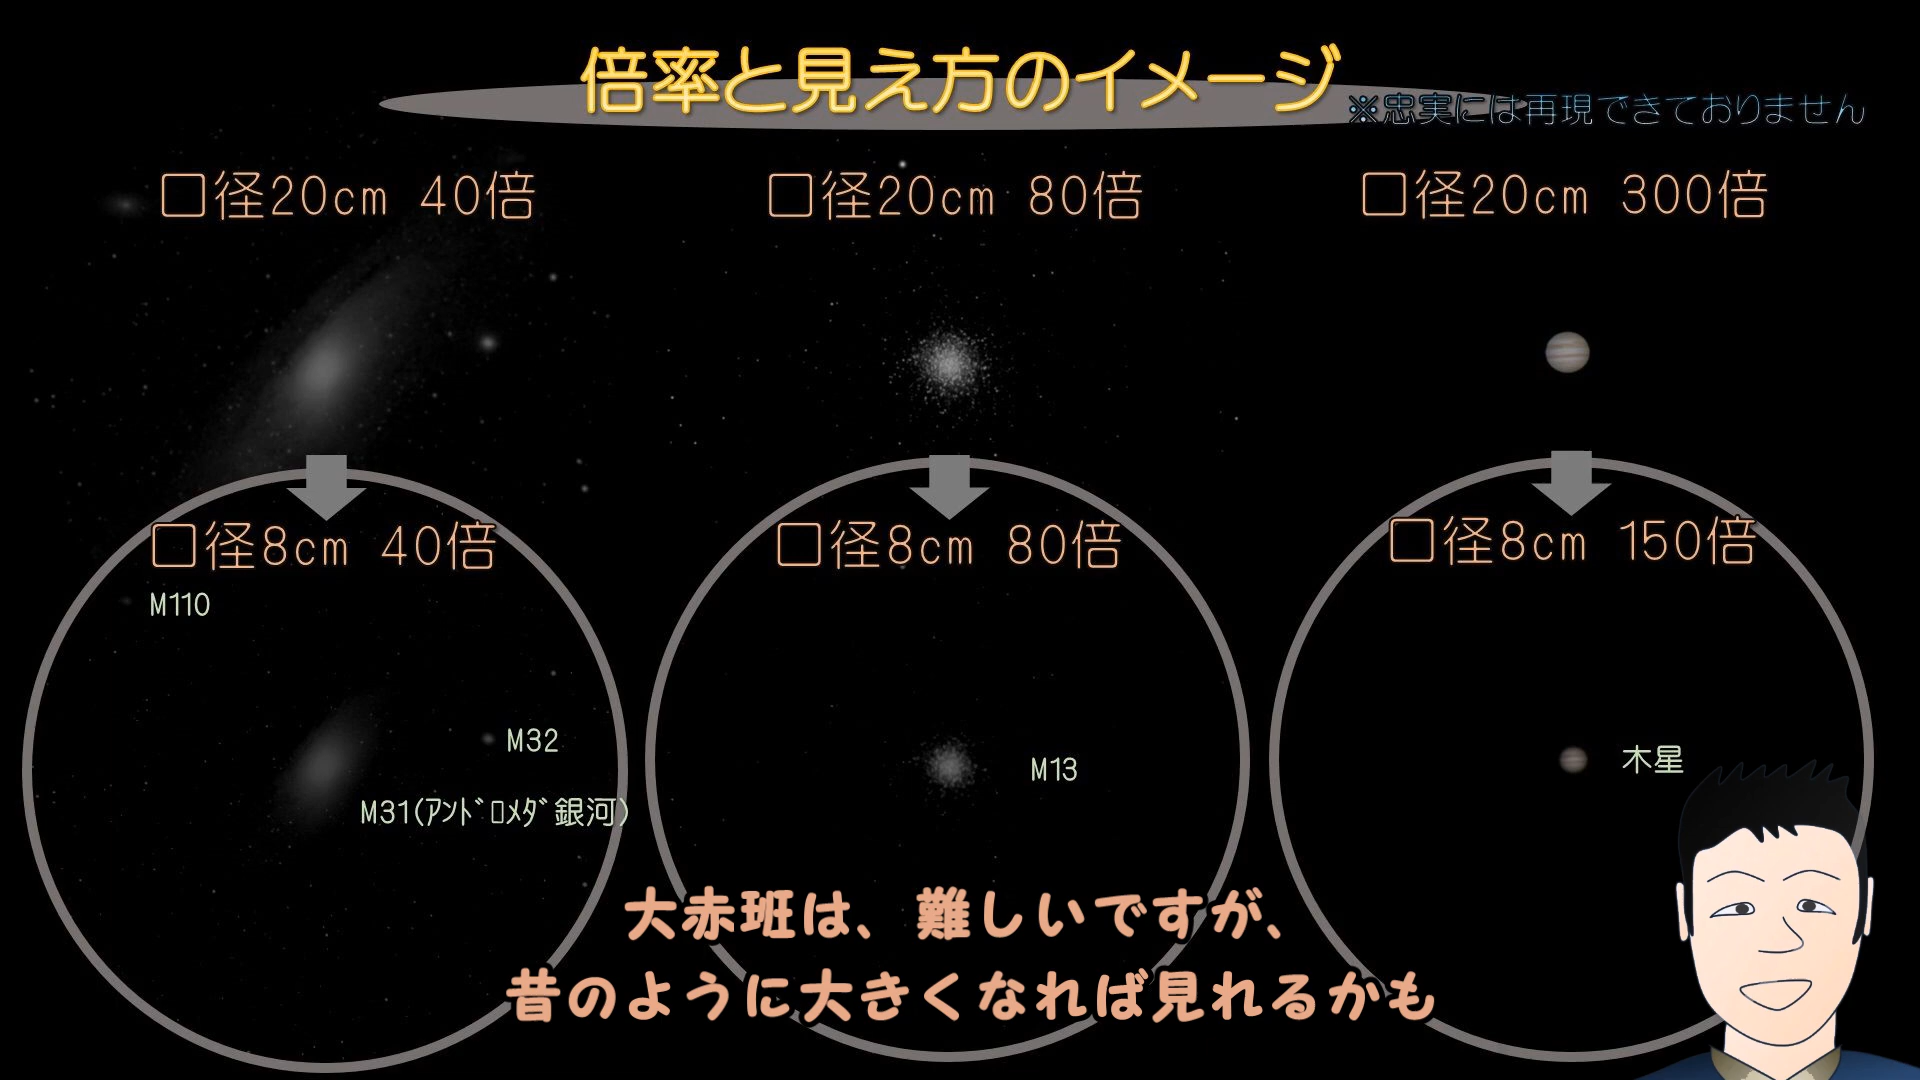 倍率と見え方のイメージ
※忠実には再現できておりません
口径20cm 40倍
口径20cm 80倍
口径20cm 300倍
口径8cm 40倍
口径8cm 80倍
口径8cm 150倍
M110
M32
M31(ｱﾝﾄﾞﾛﾒﾀﾞ銀河)
M13
木星
大赤班は、難しいですが、
昔のように大きくなれば見れるかも